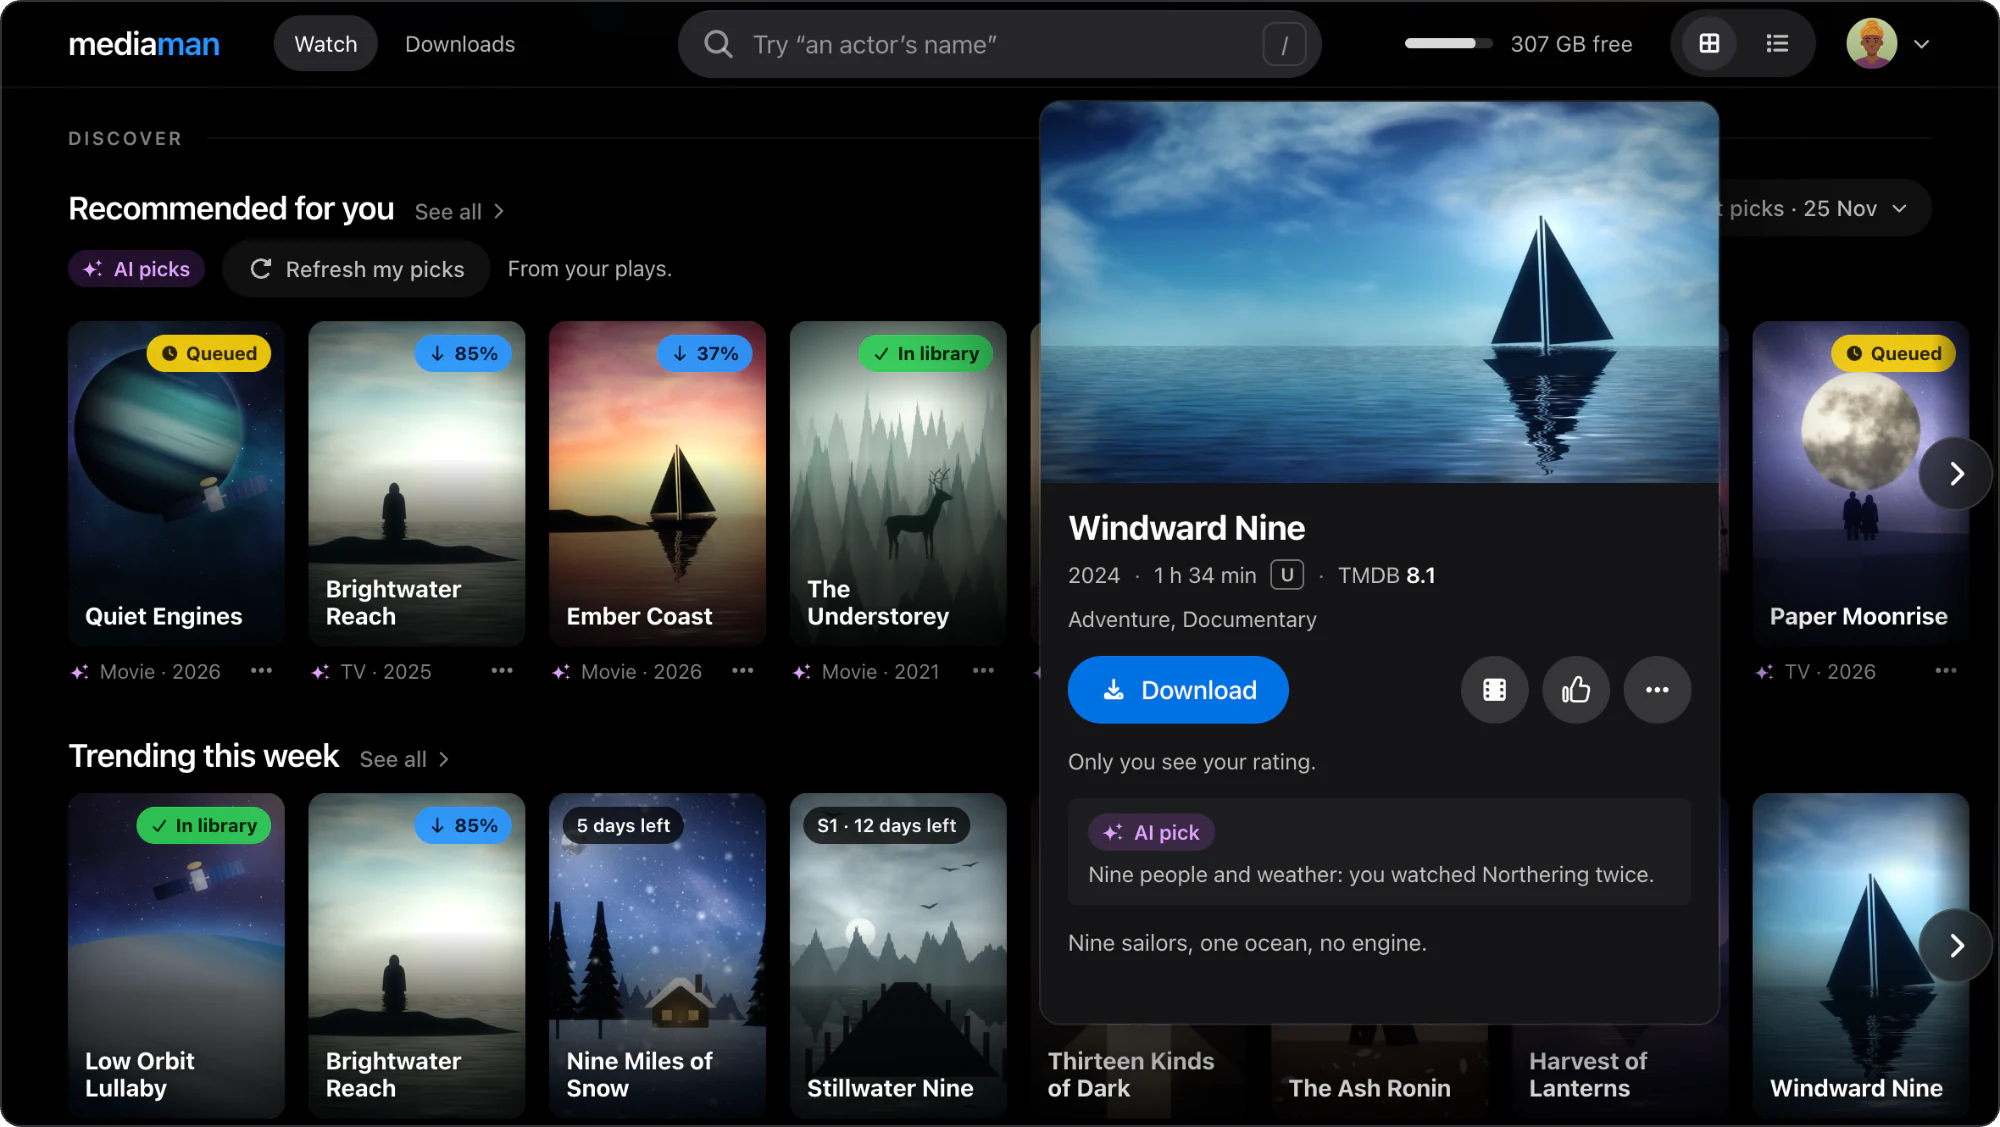 mediaman
Watch
Downloads
Try “an actor’s name”
/
307 GB free
DISCOVER
Recommended for you
See all
picks · 25 Nov
AI picks
Refresh my picks
From your plays.
Queued
85%
37%
In library
Queued
Quiet Engines
Brightwater
Reach
Ember Coast
The
Understorey
Paper Moonrise
Movie · 2026
TV · 2025
Movie · 2026
Movie · 2021
TV · 2026
Windward Nine
2024 · 1 h 34 min U · TMDB 8.1
Adventure, Documentary
Download
Only you see your rating.
AI pick
Nine people and weather: you watched Northering twice.
Nine sailors, one ocean, no engine.
Trending this week
See all
In library
85%
5 days left
S1 · 12 days left
Low Orbit
Lullaby
Brightwater
Reach
Nine Miles of
Snow
Stillwater Nine
Thirteen Kinds
of Dark
The Ash Ronin
Harvest of
Lanterns
Windward Nine